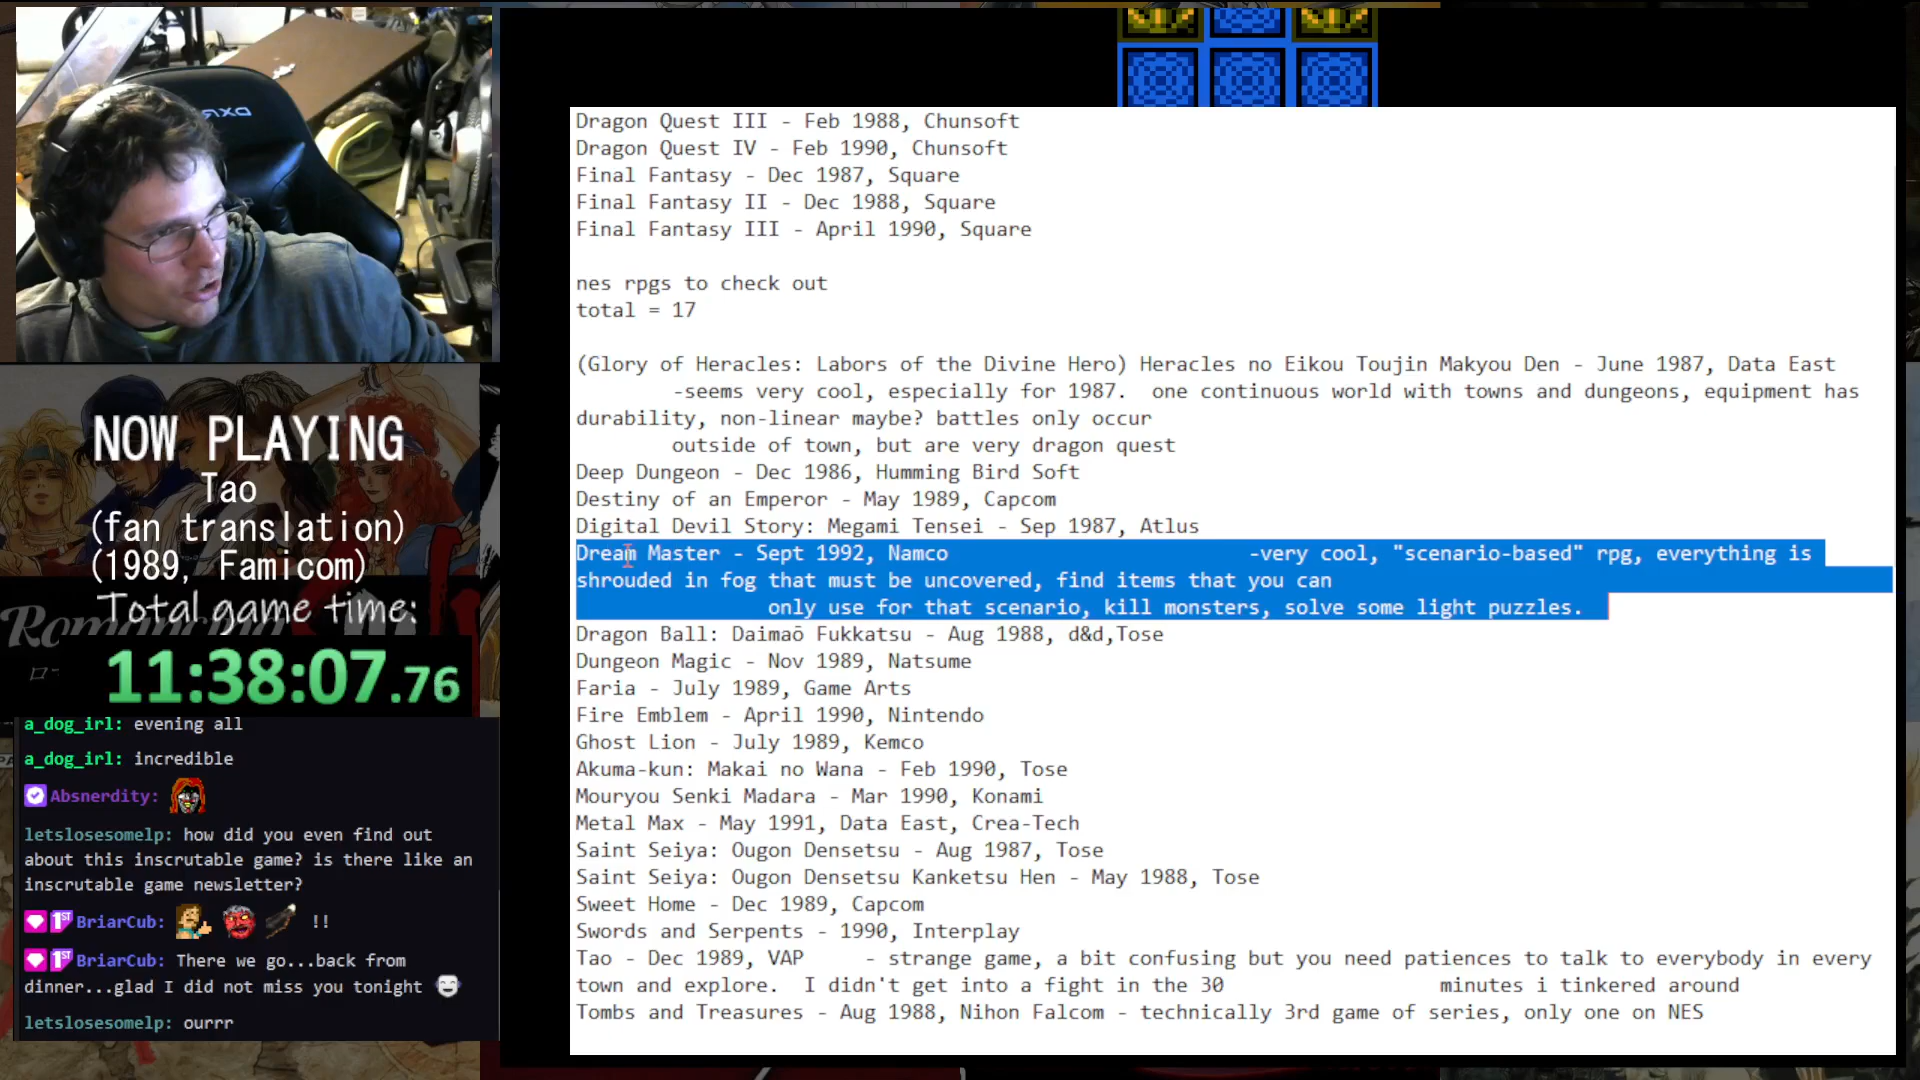 DXR
NOW PLAYING
Tao
(fan translation)
(1989, Famicom)
Total game time:
11:38:07.76
a_dog_irl: evening all
a_dog_irl: incredible
Absnerdity:
letslosesomelp: how did you even find out
about this inscrutable game? is there like an
inscrutable game newsletter?
1ST BriarCub: !!
1ST BriarCub: There we go...back from
dinner...glad I did not miss you tonight
letslosesomelp: ourrr
Dragon Quest III - Feb 1988, Chunsoft
Dragon Quest IV - Feb 1990, Chunsoft
Final Fantasy - Dec 1987, Square
Final Fantasy II - Dec 1988, Square
Final Fantasy III - April 1990, Square
nes rpgs to check out
total = 17
(Glory of Heracles: Labors of the Divine Hero) Heracles no Eikou Toujin Makyou Den - June 1987, Data East
-seems very cool, especially for 1987. one continuous world with towns and dungeons, equipment has
durability, non-linear maybe? battles only occur
outside of town, but are very dragon quest
Deep Dungeon - Dec 1986, Humming Bird Soft
Destiny of an Emperor - May 1989, Capcom
Digital Devil Story: Megami Tensei - Sep 1987, Atlus
Dream Master - Sept 1992, Namco -very cool, "scenario-based" rpg, everything is
shrouded in fog that must be uncovered, find items that you can
only use for that scenario, kill monsters, solve some light puzzles.
Dragon Ball: Daimaō Fukkatsu - Aug 1988, d&d,Tose
Dungeon Magic - Nov 1989, Natsume
Faria - July 1989, Game Arts
Fire Emblem - April 1990, Nintendo
Ghost Lion - July 1989, Kemco
Akuma-kun: Makai no Wana - Feb 1990, Tose
Mouryou Senki Madara - Mar 1990, Konami
Metal Max - May 1991, Data East, Crea-Tech
Saint Seiya: Ougon Densetsu - Aug 1987, Tose
Saint Seiya: Ougon Densetsu Kanketsu Hen - May 1988, Tose
Sweet Home - Dec 1989, Capcom
Swords and Serpents - 1990, Interplay
Tao - Dec 1989, VAP - strange game, a bit confusing but you need patiences to talk to everybody in every
town and explore. I didn't get into a fight in the 30 minutes i tinkered around
Tombs and Treasures - Aug 1988, Nihon Falcom - technically 3rd game of series, only one on NES